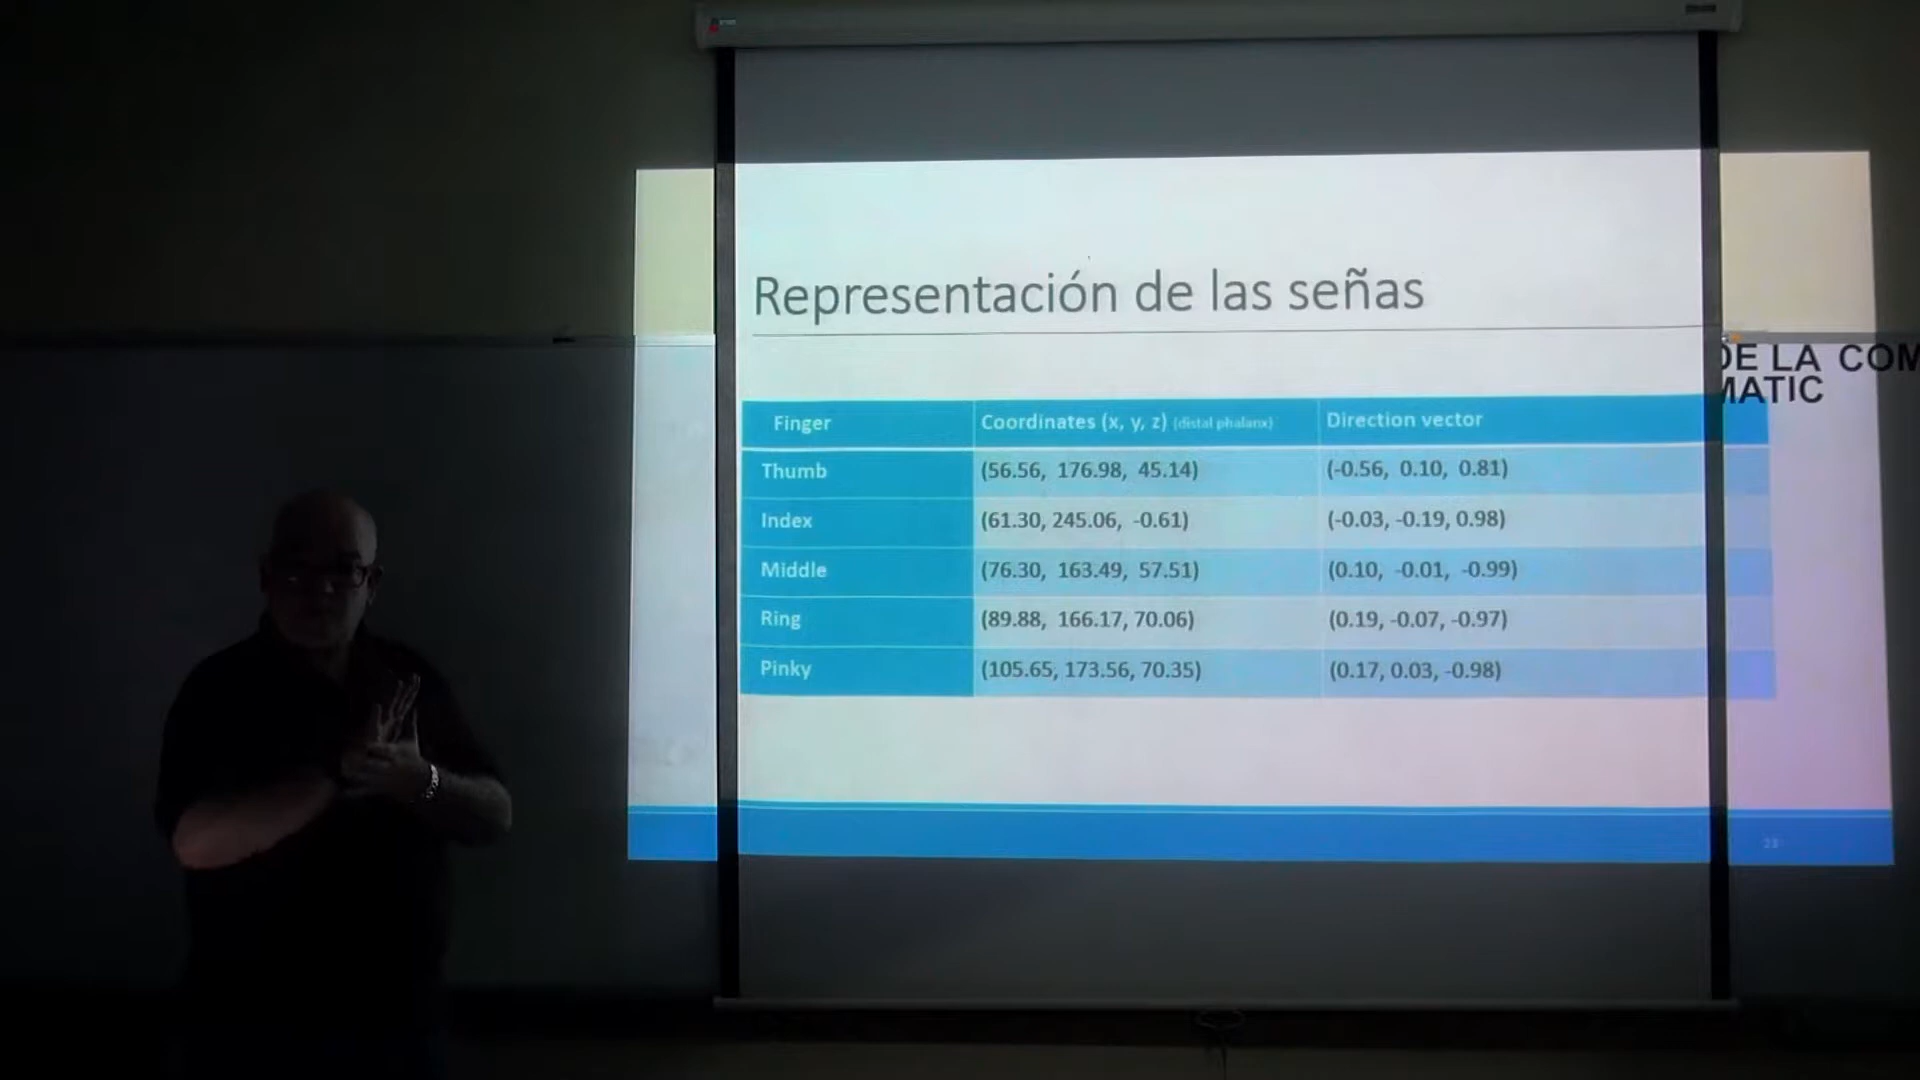 Representación de las señas
DE LA COM
MATIC
Finger Coordinates (x, y, z) (distal phalanx) Direction vector
Thumb (56.56, 176.98, 45.14) (-0.56, 0.10, 0.81)
Index (61.30, 245.06, -0.61) (-0.03, -0.19, 0.98)
Middle (76.30, 163.49, 57.51) (0.10, -0.01, -0.99)
Ring (89.88, 166.17, 70.06) (0.19, -0.07, -0.97)
Pinky (105.65, 173.56, 70.35) (0.17, 0.03, -0.98)
23